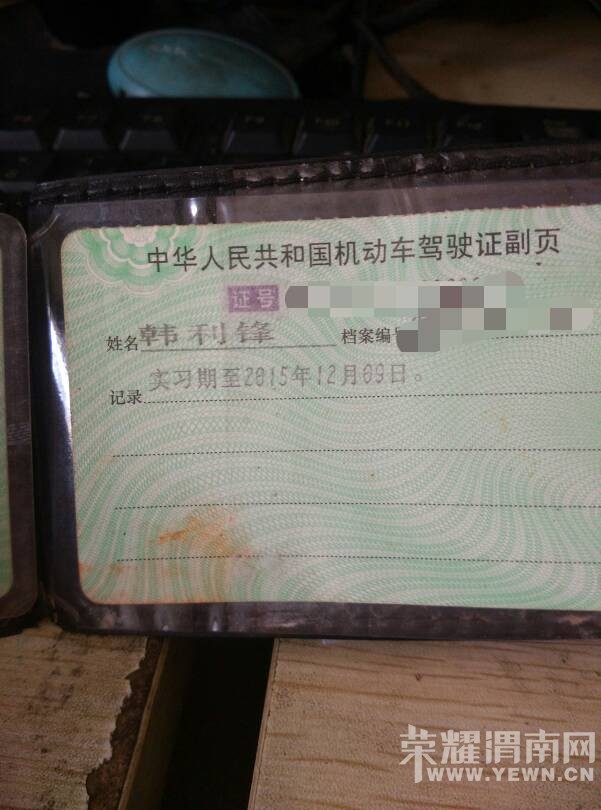 中华人民共和国机动车驾驶证副页
证号
姓名 韩利锋 档案编号
记录 实习期至2015年12月09日。
荣耀渭南网
WWW.YEWN.CN